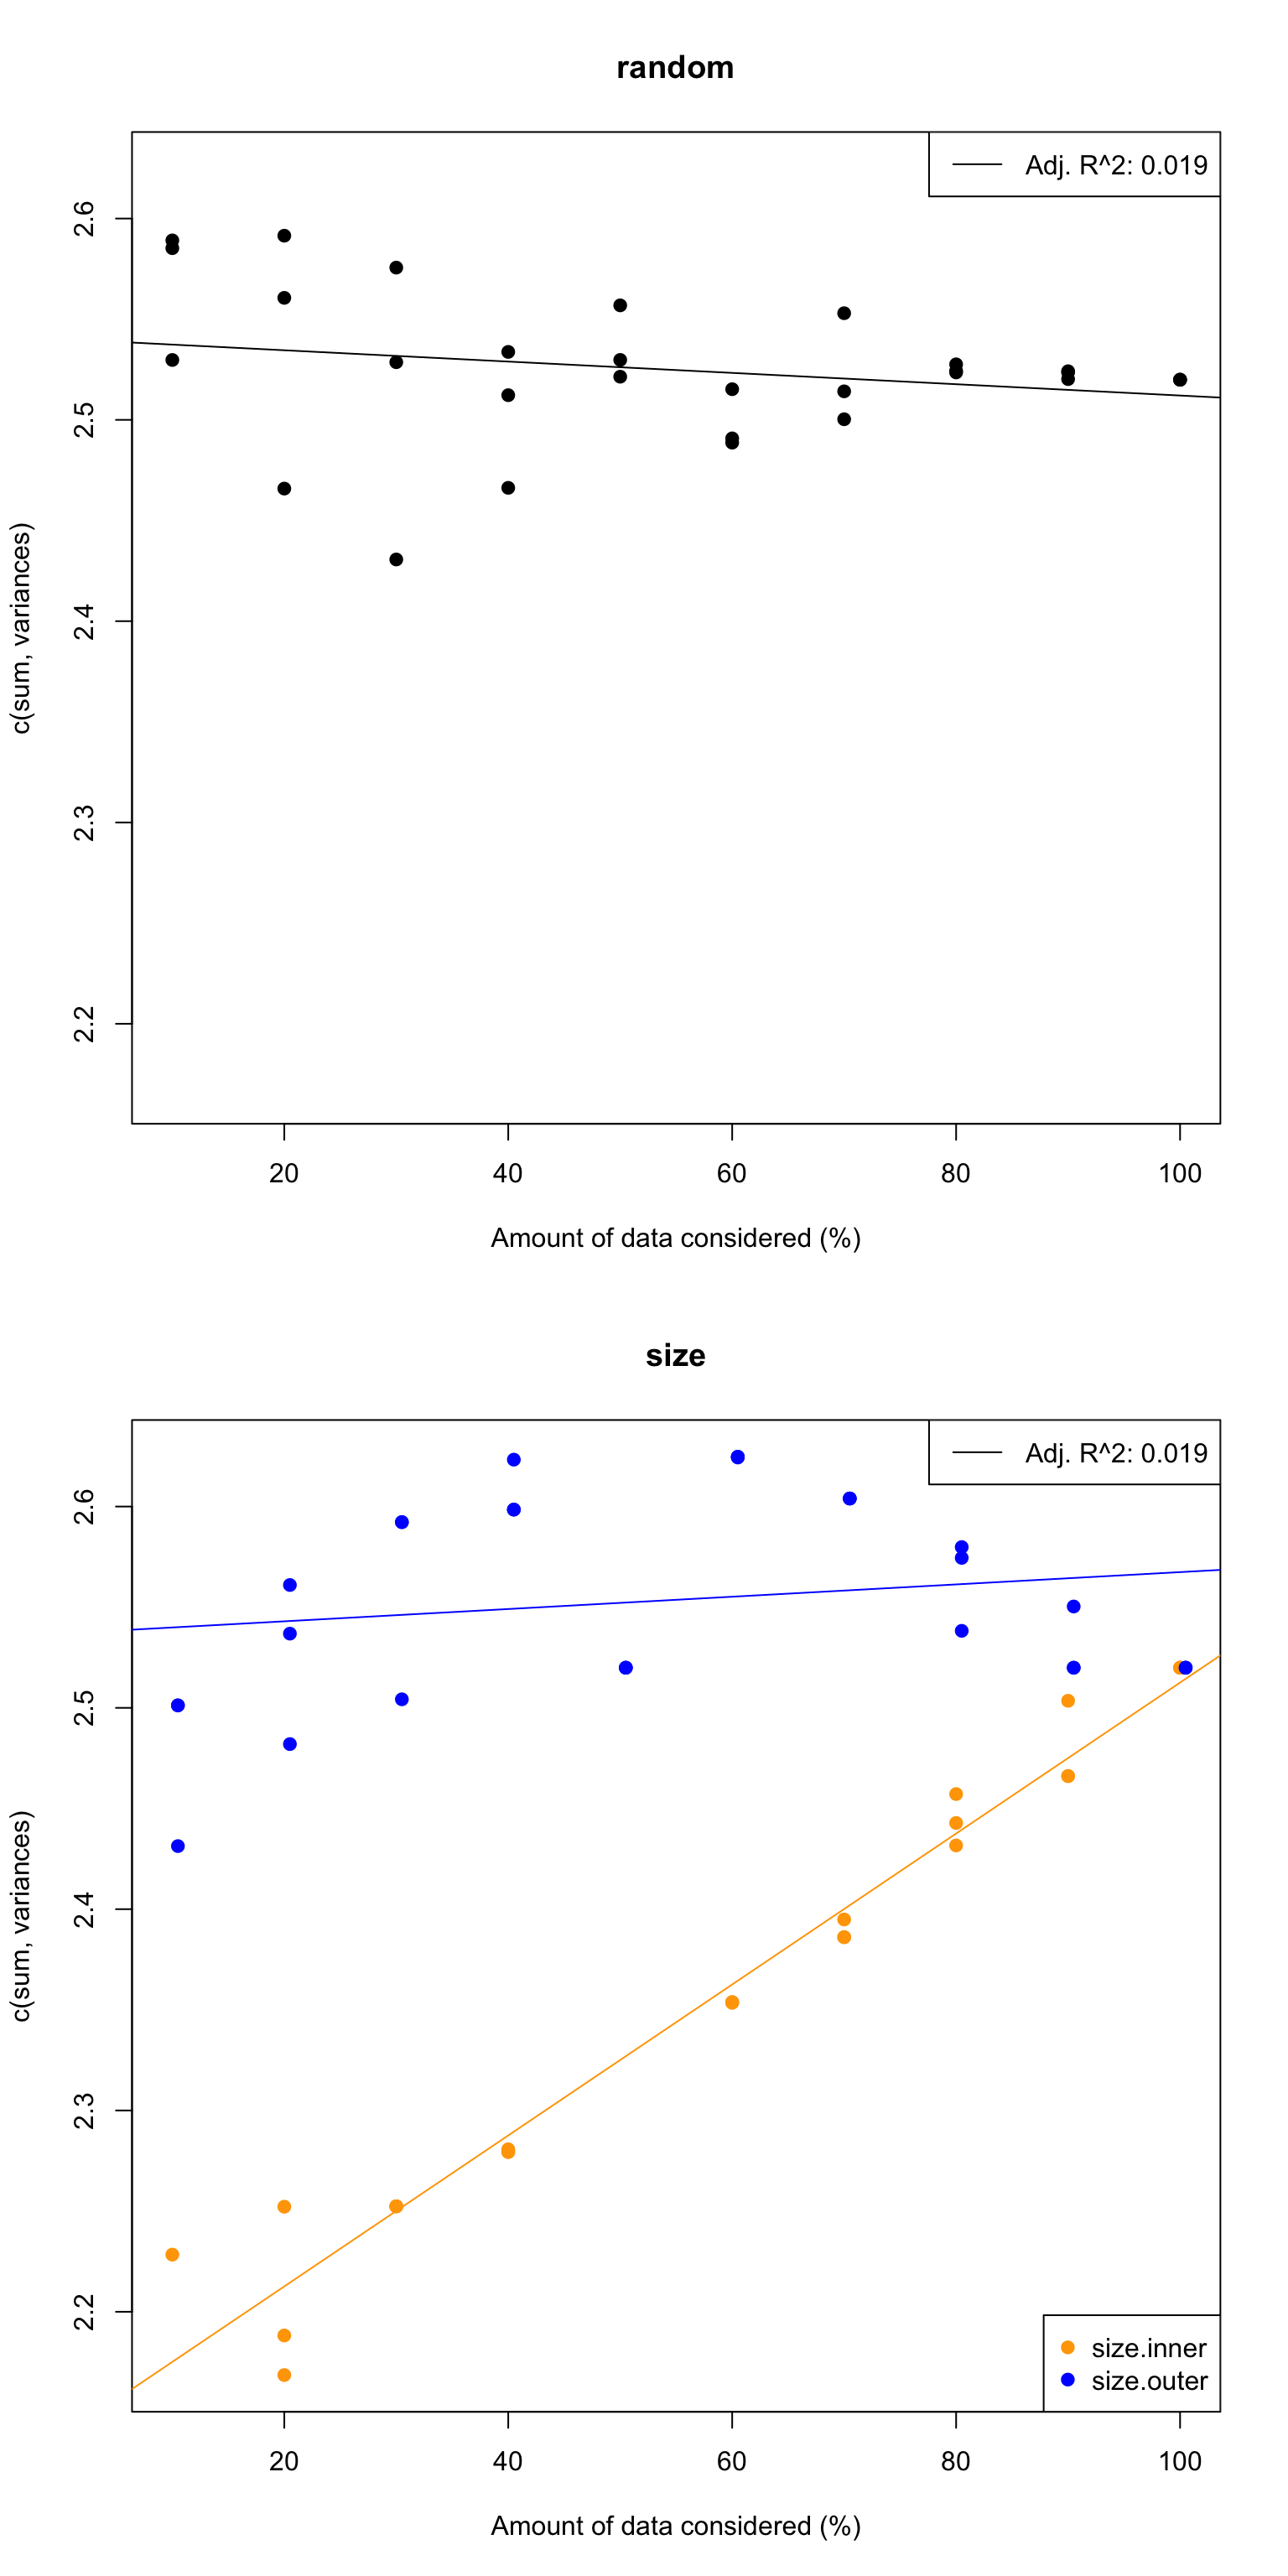 random
Adj. R^2: 0.019
2.6
2.5
2.4
2.3
2.2
c(sum, variances)
20 40 60 80 100
Amount of data considered (%)
size
Adj. R^2: 0.019
2.6
2.5
2.4
2.3
2.2
c(sum, variances)
size.inner
size.outer
20 40 60 80 100
Amount of data considered (%)